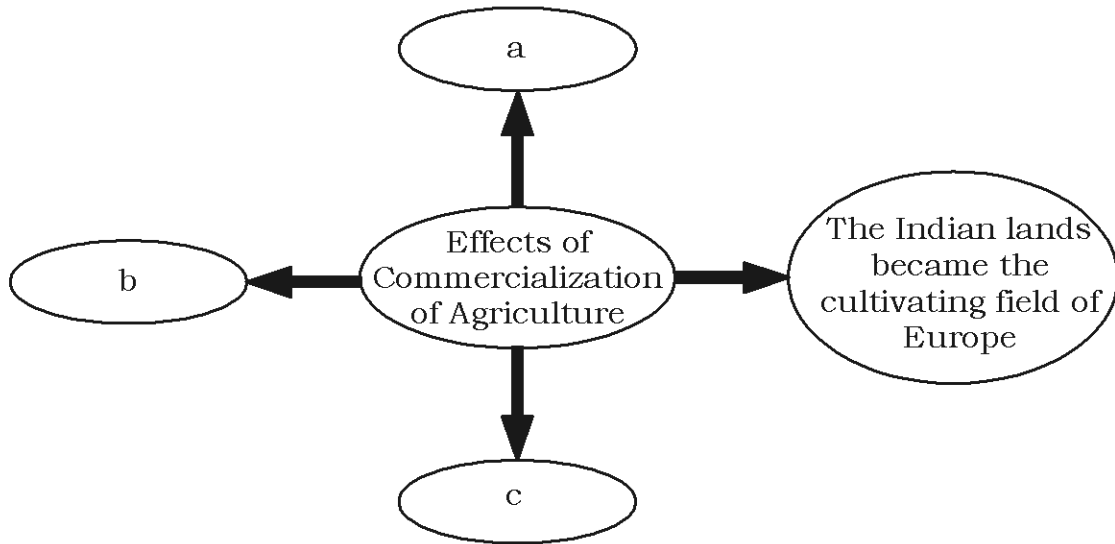 a
Effects of
Commercialization
of Agriculture
The Indian lands
became the
cultivating field of
Europe
b
c